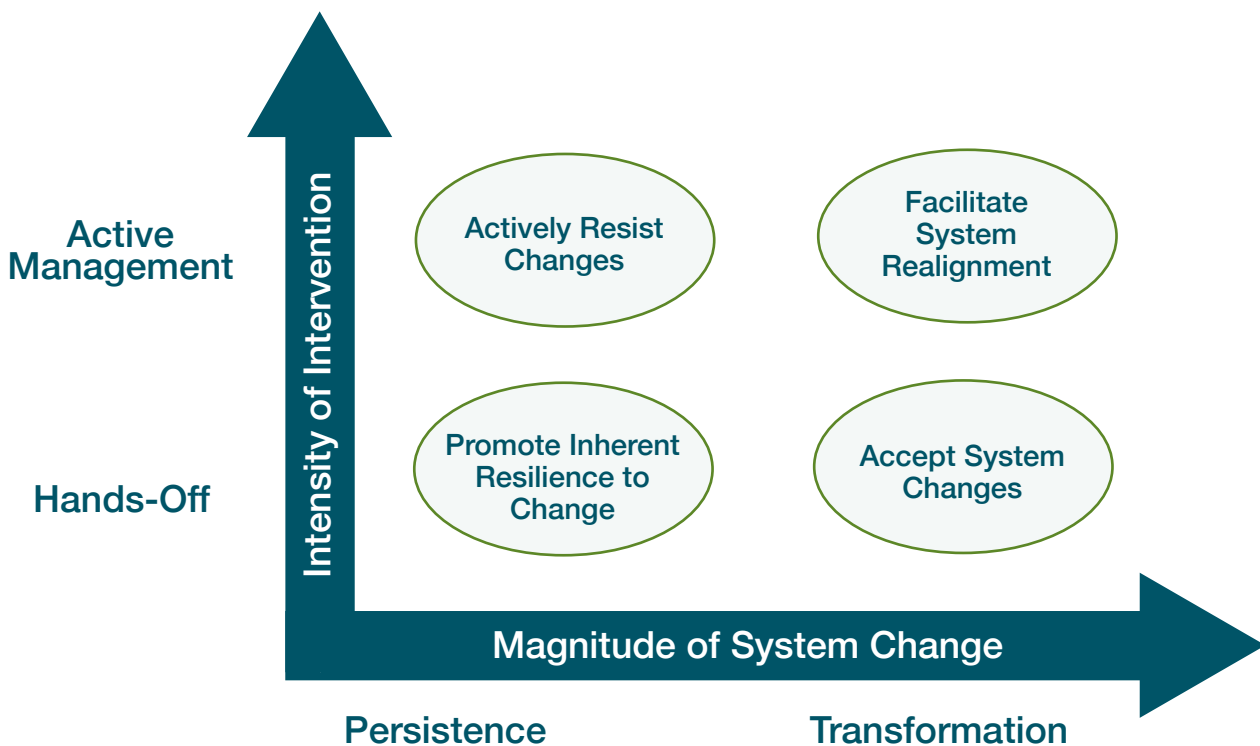 Active
Management
Hands-Off
Intensity of Intervention
Actively Resist
Changes
Facilitate
System
Realignment
Promote Inherent
Resilience to
Change
Accept System
Changes
Magnitude of System Change
Persistence
Transformation